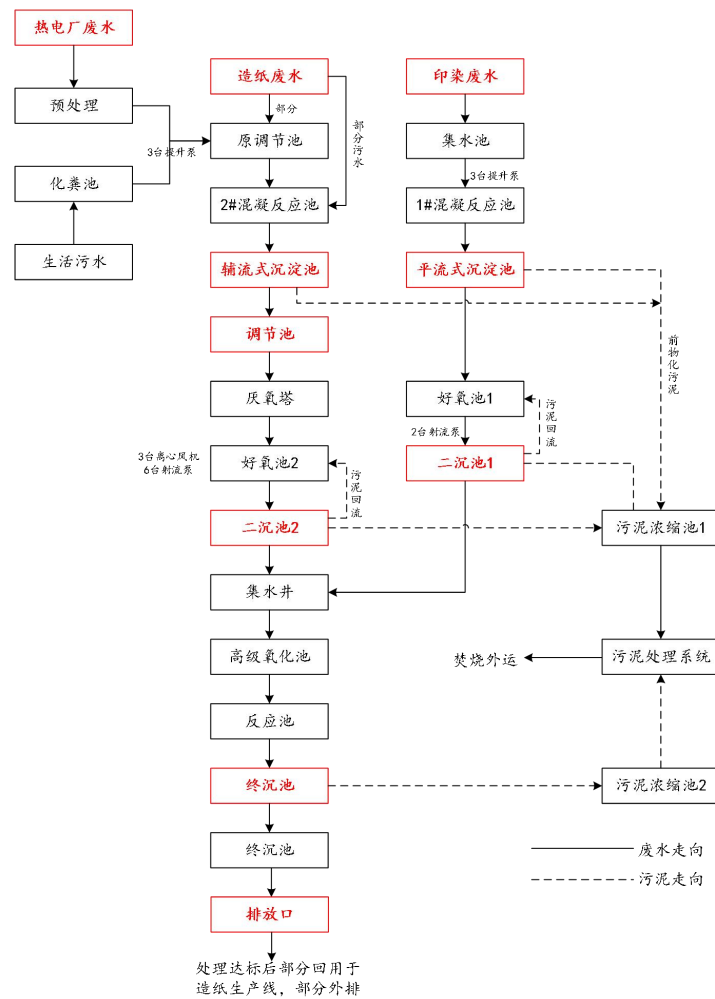 热电厂废水
造纸废水
印染废水
预处理
部分
部分污水
3台提升泵
原调节池
集水池
3台提升泵
化粪池
2#混凝反应池
1#混凝反应池
生活污水
辅流式沉淀池
平流式沉淀池
调节池
前物化污泥
厌氧塔
好氧池1
污泥回流
2台射流泵
3台离心风机
6台射流泵
好氧池2
二沉池1
污泥回流
二沉池2
污泥浓缩池1
集水井
高级氧化池
焚烧外运
污泥处理系统
反应池
终沉池
污泥浓缩池2
终沉池
废水走向
污泥走向
排放口
处理达标后部分回用于
造纸生产线，部分外排